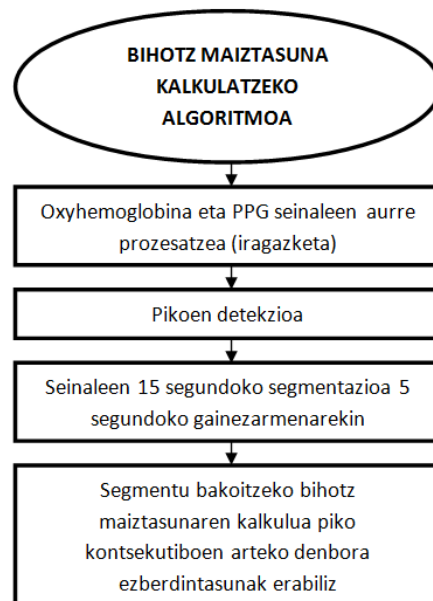 BIHOTZ MAIZTASUNA
KALKULATZEKO
ALGORITMOA
Oxyhemoglobina eta PPG seinaleen aurre
prozesatzea (iragazketa)
Pikoen detekzioa
Seinaleen 15 segundoko segmentazioa 5
segundoko gainezarmenarekin
Segmentu bakoitzeko bihotz
maiztasunaren kalkulua piko
kontsekutiboen arteko denbora
ezberdintasunak erabiliz